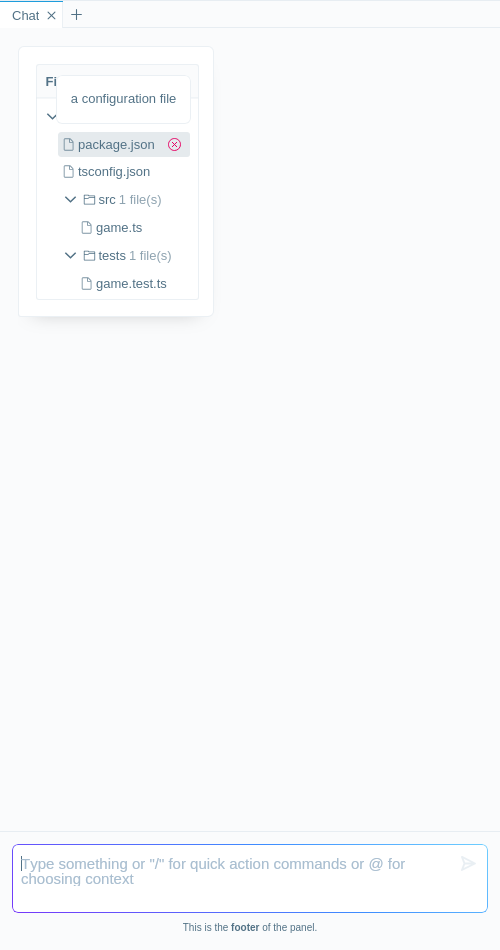 Chat
Fi
a configuration file
package.json
tsconfig.json
src 1 file(s)
game.ts
tests 1 file(s)
game.test.ts
Type something or "/" for quick action commands or @ for
choosing context
This is the footer of the panel.